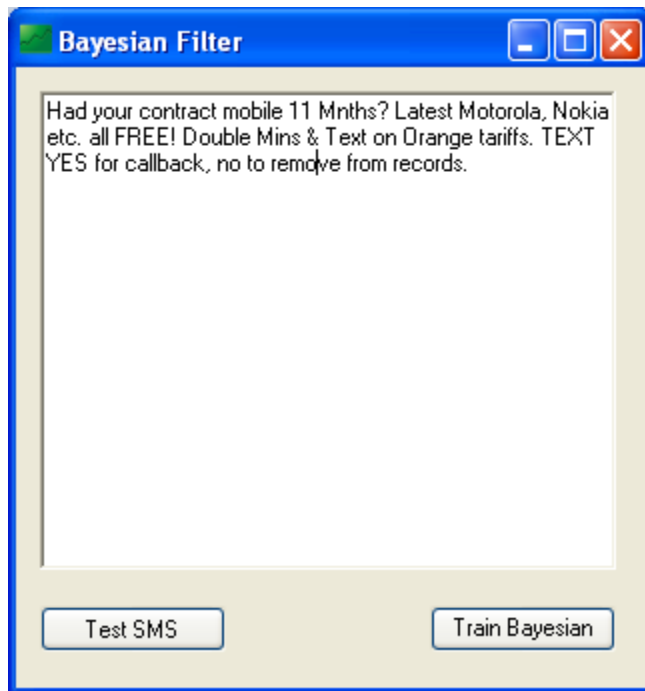 Bayesian Filter
Had your contract mobile 11 Mnths? Latest Motorola, Nokia
etc. all FREE! Double Mins & Text on Orange tariffs. TEXT
YES for callback, no to remove from records.
Test SMS
Train Bayesian